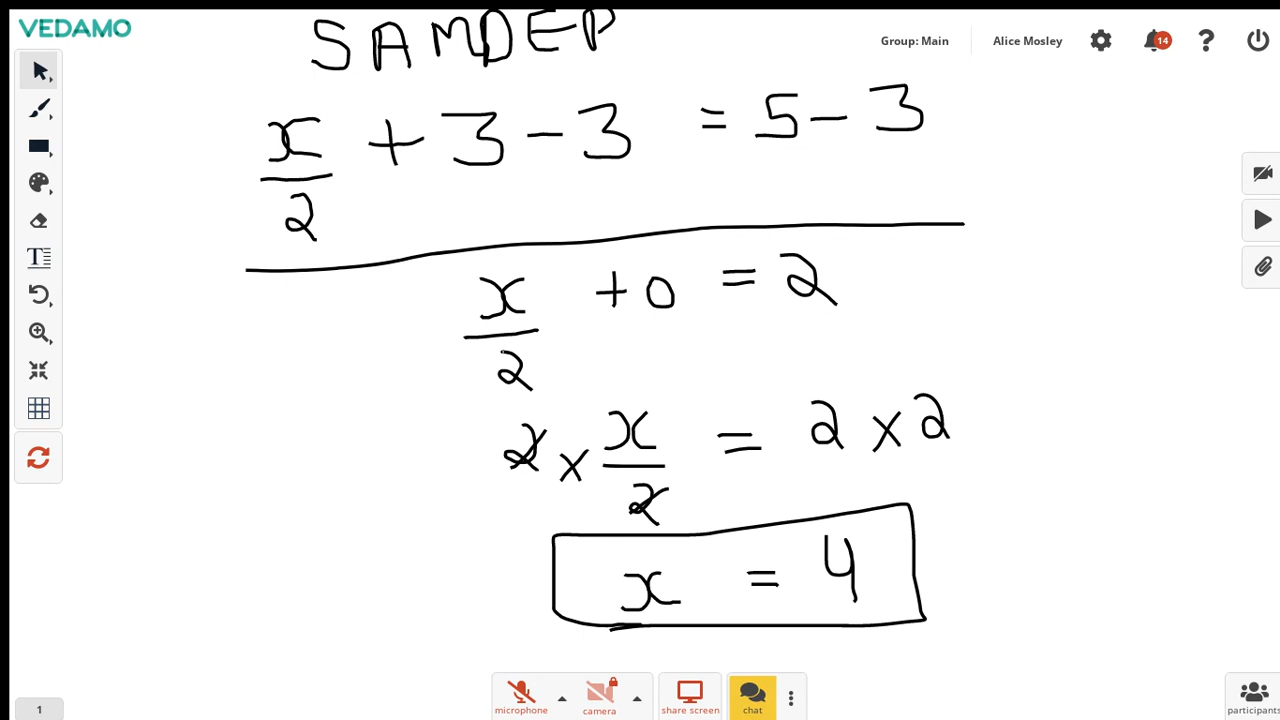 VEDAMO
Group: Main
Alice Mosley
14
SAMDEP
x/2 + 3 - 3 = 5 - 3
x/2 + 0 = 2
2 × x/2 = 2 × 2
x = 4
1
microphone
camera
share screen
chat
participants